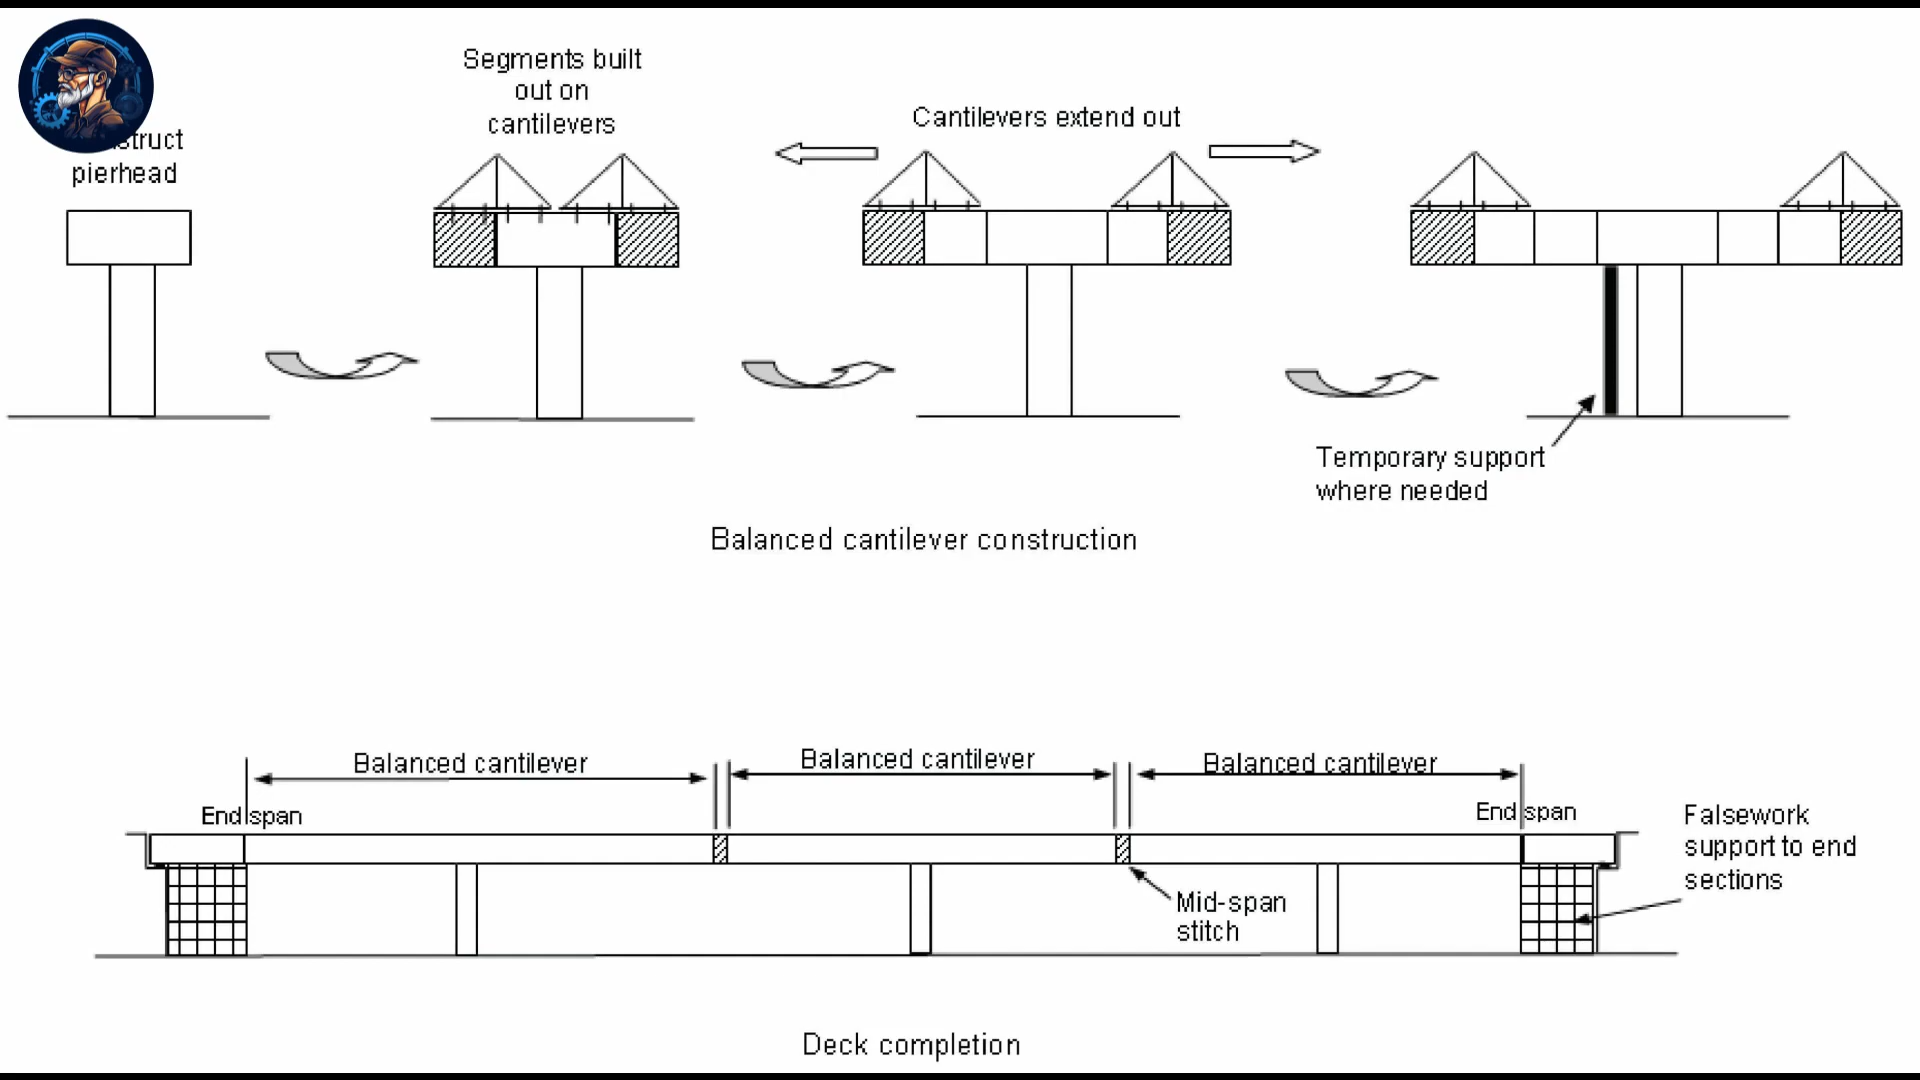 Segments built
out on
cantilevers
pierhead
Cantilevers extend out
Temporary support
where needed
Balanced cantilever construction
Balanced cantilever
Balanced cantilever
Balanced cantilever
End span
End span
Falsework
support to end
sections
Mid-span
stitch
Deck completion